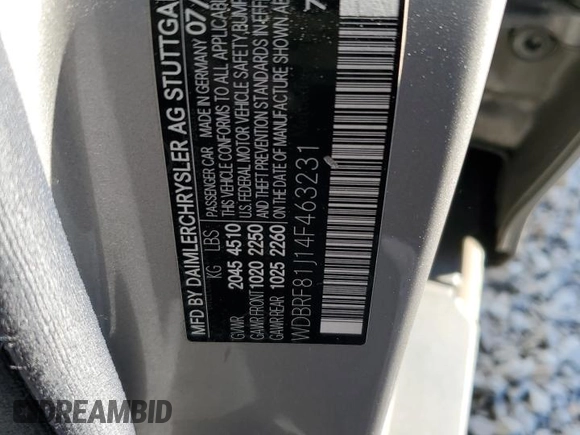 MFD BY DAIMLERCHRYSLER AG STUTTGA
07/
KG LBS
GVWR 2045 4510
GAWR FRONT 1020 2250
GAWR REAR 1025 2260
PASSENGER CAR MADE IN GERMANY
THIS VEHICLE CONFORMS TO ALL APPLICABL
U.S. FEDERAL MOTOR VEHICLE SAFETY, BUMP
AND THEFT PREVENTION STANDARDS IN EFFE
ON THE DATE OF MANUFACTURE SHOWN AB
WDBRF81J14F463231
DREAMBID